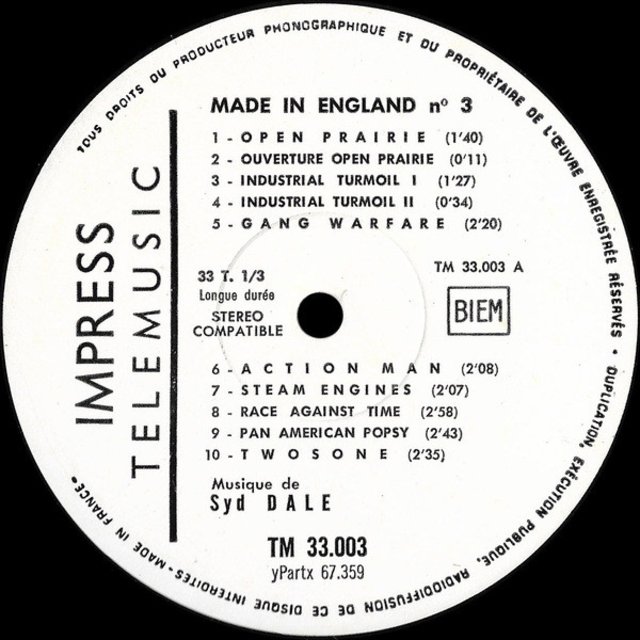 TOUS DROITS DU PRODUCTEUR PHONOGRAPHIQUE ET DU PROPRIÉTAIRE DE L'ŒUVRE ENREGISTRÉE RÉSERVÉS • DUPLICATION, EXÉCUTION PUBLIQUE, RADIODIFFUSION DE CE DISQUE INTERDITES - MADE IN FRANCE •
IMPRESS
TELEMUSIC
MADE IN ENGLAND nº 3
1 - OPEN PRAIRIE (1'40)
2 - OUVERTURE OPEN PRAIRIE (0'11)
3 - INDUSTRIAL TURMOIL I (1'27)
4 - INDUSTRIAL TURMOIL II (0'34)
5 - GANG WARFARE (2'20)
33 T. 1/3
Longue durée
STEREO
COMPATIBLE
TM 33.003 A
BIEM
6 - ACTION MAN (2'08)
7 - STEAM ENGINES (2'07)
8 - RACE AGAINST TIME (2'58)
9 - PAN AMERICAN POPSY (2'43)
10 - TWOSONE (2'35)
Musique de
Syd DALE
TM 33.003
yPartx 67.359